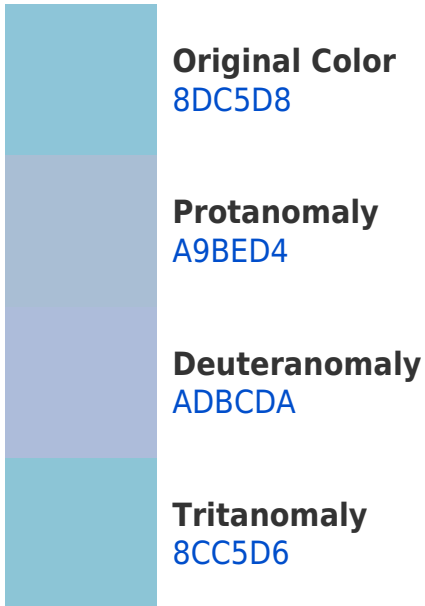 Original Color
8DC5D8
Protanomaly
A9BED4
Deuteranomaly
ADBCDA
Tritanomaly
8CC5D6